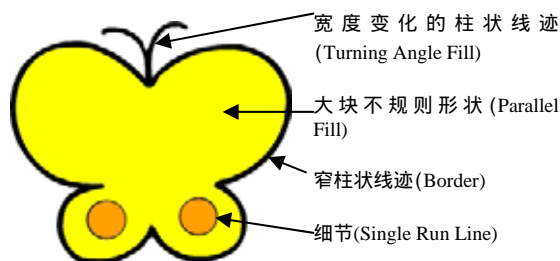 宽度变化的柱状线迹
(Turning Angle Fill)
大块不规则形状(Parallel
Fill)
窄柱状线迹(Border)
细节(Single Run Line)